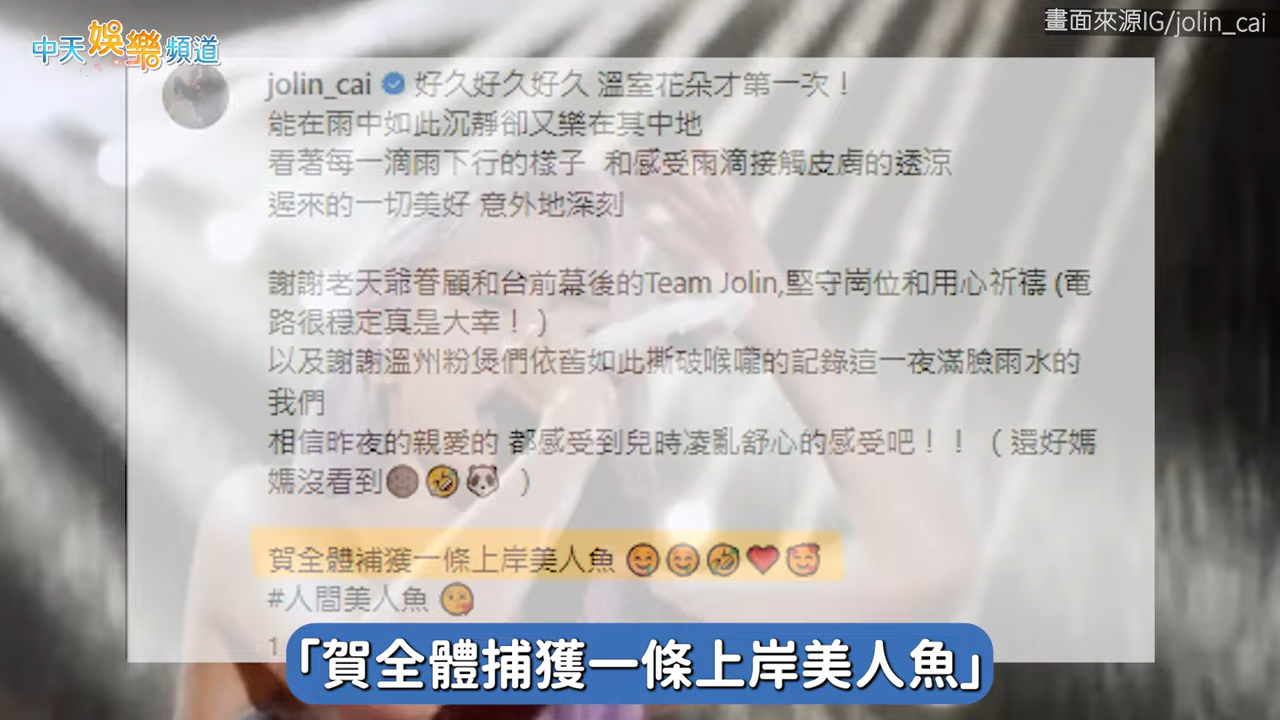 畫面來源IG/jolin_cai
中天娛樂頻道
jolin_cai 好久好久好久 溫室花朵才第一次！
能在雨中如此沉靜卻又樂在其中地
看著每一滴雨下行的樣子 和感受雨滴接觸皮膚的透涼
遲來的一切美好 意外地深刻
謝謝老天爺眷顧和台前幕後的Team Jolin,堅守崗位和用心祈禱 (電
路很穩定真是大幸！)
以及謝謝溫州粉煲們依舊如此撕破喉嚨的記錄這一夜滿臉雨水的
我們
相信昨夜的親愛的 都感受到兒時凌亂舒心的感受吧！！（還好媽
媽沒看到🌚🤣🐼 ）
賀全體補獲一條上岸美人魚 🥰😋🤣❤️🥰
#人間美人魚 😘
1
「賀全體捕獲一條上岸美人魚」